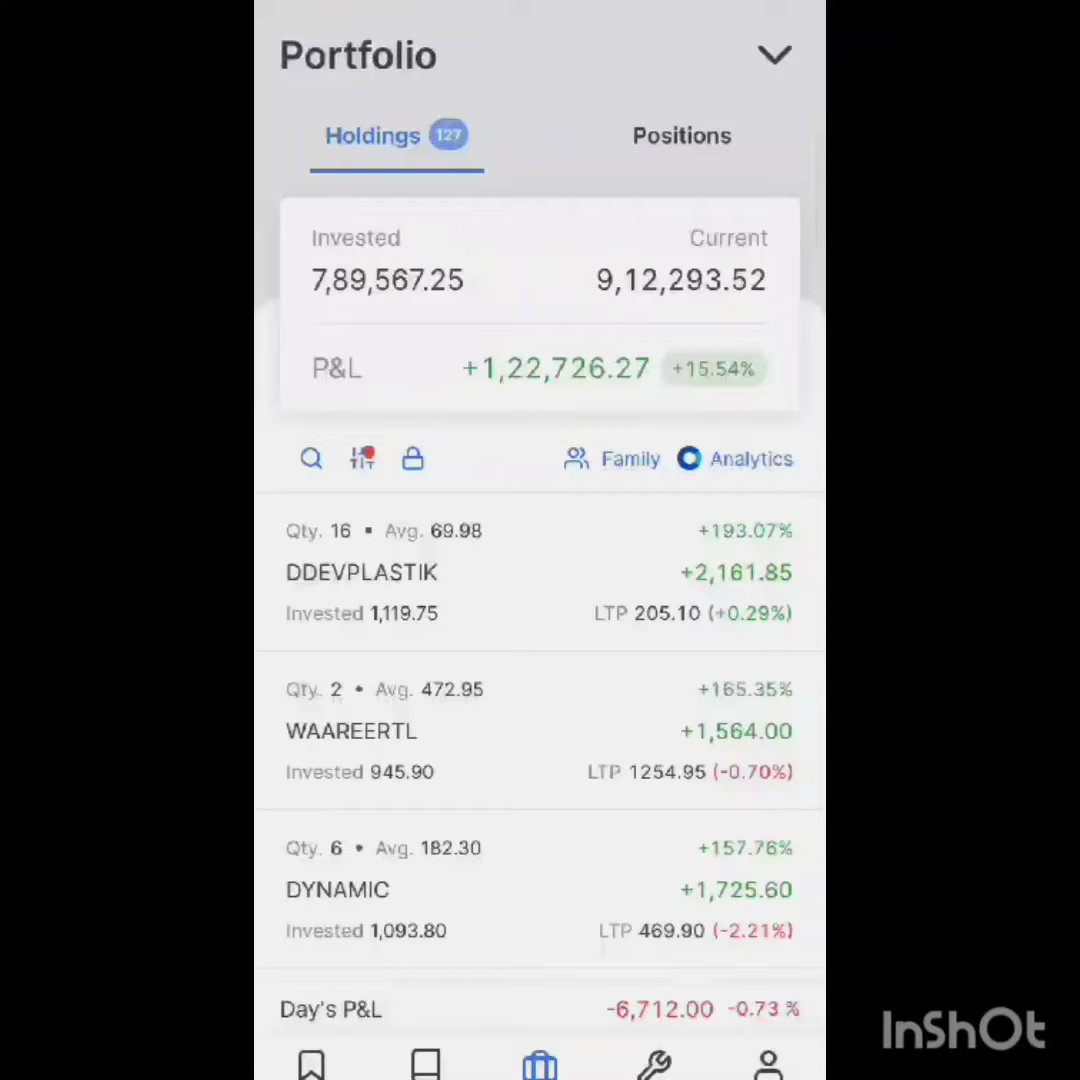 Portfolio
Holdings 127 Positions
Invested Current
7,89,567.25 9,12,293.52
P&L +1,22,726.27 +15.54%
Family Analytics
Qty. 16 • Avg. 69.98 +193.07%
DDEVPLASTIK +2,161.85
Invested 1,119.75 LTP 205.10 (+0.29%)
Qty. 2 • Avg. 472.95 +165.35%
WAAREERTL +1,564.00
Invested 945.90 LTP 1254.95 (-0.70%)
Qty. 6 • Avg. 182.30 +157.76%
DYNAMIC +1,725.60
Invested 1,093.80 LTP 469.90 (-2.21%)
Day's P&L -6,712.00 -0.73 %
InShOt